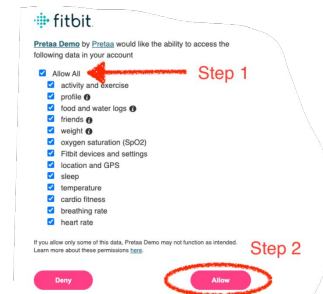 fitbit
Pretaa Demo by Pretaa would like the ability to access the
following data in your account
Allow All
Step 1
activity and exercise
profile
food and water logs
friends
weight
oxygen saturation (SpO2)
Fitbit devices and settings
location and GPS
sleep
temperature
cardio fitness
breathing rate
heart rate
If you allow only some of this data, Pretaa Demo may not function as intended.
Learn more about these permissions here.
Step 2
Deny
Allow